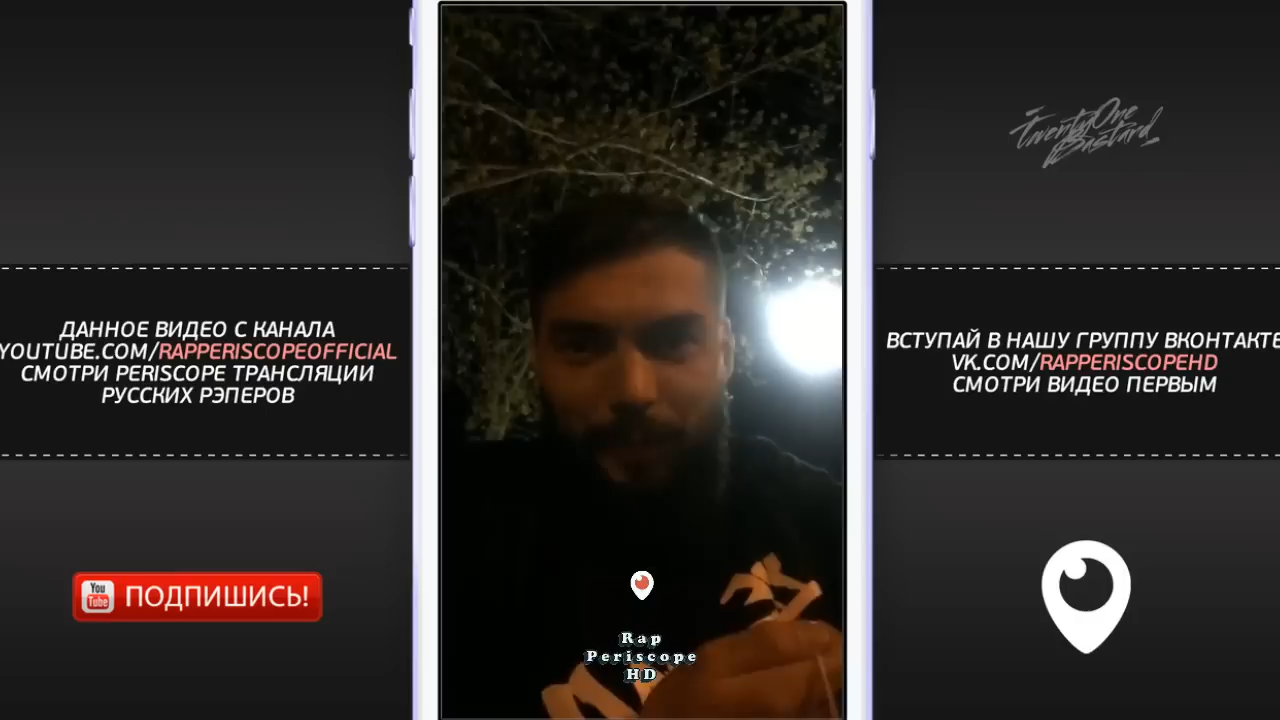 ДАННОЕ ВИДЕО С КАНАЛА
YOUTUBE.COM/RAPPERISCOPEOFFICIAL
СМОТРИ PERISCOPE ТРАНСЛЯЦИИ
РУССКИХ РЭПЕРОВ
You
Tube
ПОДПИШИСЬ!
Rap
Periscope
HD
TwentyOne
Bastard
ВСТУПАЙ В НАШУ ГРУППУ ВКОНТАКТЕ
VK.COM/RAPPERISCOPEHD
СМОТРИ ВИДЕО ПЕРВЫМ